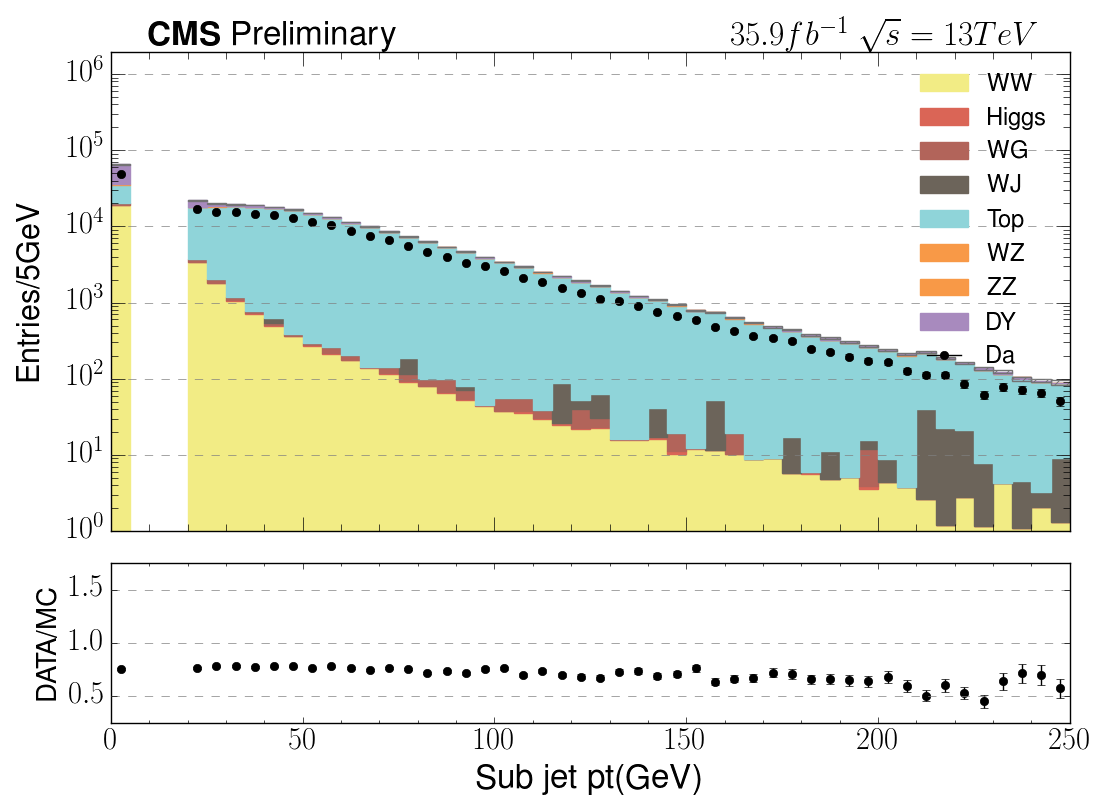 CMS Preliminary
35.9fb⁻¹ √s = 13TeV
Entries/5GeV
10⁶
10⁵
10⁴
10³
10²
10¹
10⁰
WW
Higgs
WG
WJ
Top
WZ
ZZ
DY
Da
DATA/MC
1.5
1.0
0.5
0 50 100 150 200 250
Sub jet pt(GeV)